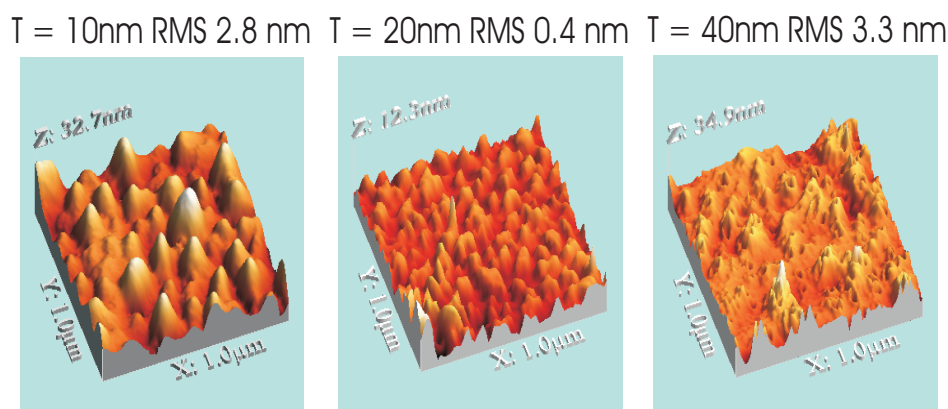 T = 10nm RMS 2.8 nm
T = 20nm RMS 0.4 nm
T = 40nm RMS 3.3 nm
Z: 32.7nm
Y: 1.0µm
X: 1.0µm
Z: 12.3nm
Y: 1.0µm
X: 1.0µm
Z: 34.9nm
Y: 1.0µm
X: 1.0µm